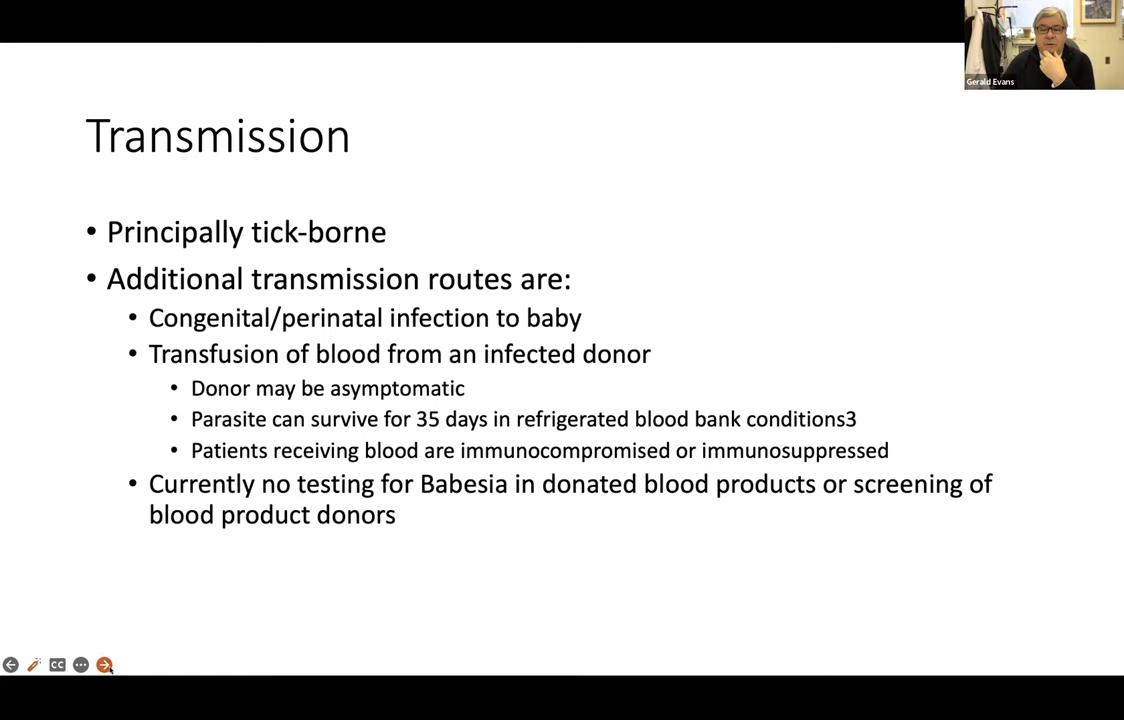 Gerald Evans
Transmission
• Principally tick-borne
• Additional transmission routes are:
• Congenital/perinatal infection to baby
• Transfusion of blood from an infected donor
• Donor may be asymptomatic
• Parasite can survive for 35 days in refrigerated blood bank conditions3
• Patients receiving blood are immunocompromised or immunosuppressed
• Currently no testing for Babesia in donated blood products or screening of
blood product donors
CC